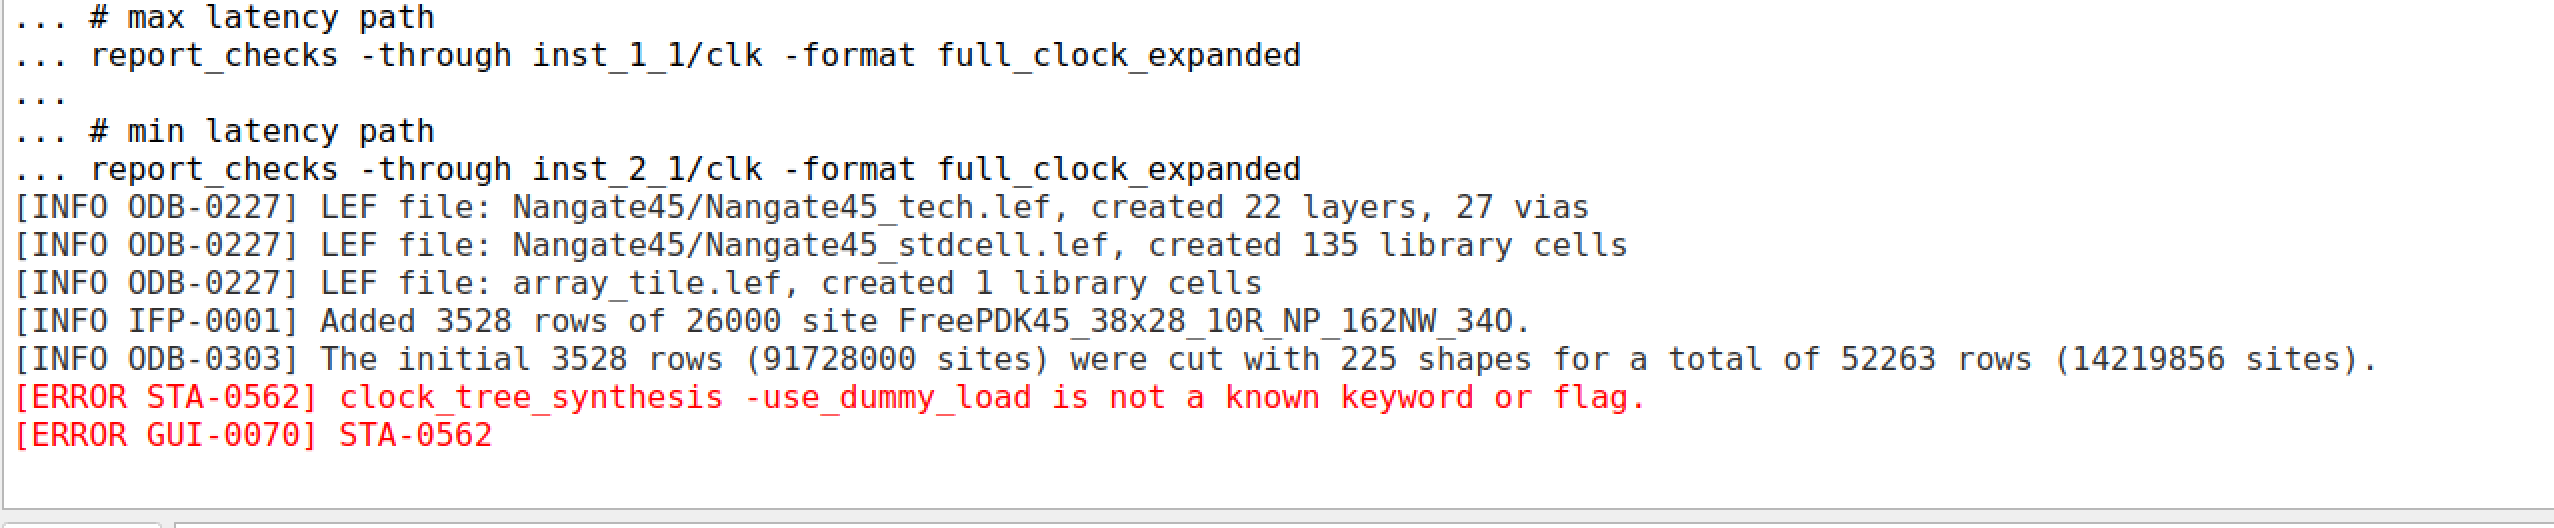 ... # max latency path
... report_checks -through inst_1_1/clk -format full_clock_expanded
...
... # min latency path
... report_checks -through inst_2_1/clk -format full_clock_expanded
[INFO ODB-0227] LEF file: Nangate45/Nangate45_tech.lef, created 22 layers, 27 vias
[INFO ODB-0227] LEF file: Nangate45/Nangate45_stdcell.lef, created 135 library cells
[INFO ODB-0227] LEF file: array_tile.lef, created 1 library cells
[INFO IFP-0001] Added 3528 rows of 26000 site FreePDK45_38x28_10R_NP_162NW_34O.
[INFO ODB-0303] The initial 3528 rows (91728000 sites) were cut with 225 shapes for a total of 52263 rows (14219856 sites).
[ERROR STA-0562] clock_tree_synthesis -use_dummy_load is not a known keyword or flag.
[ERROR GUI-0070] STA-0562